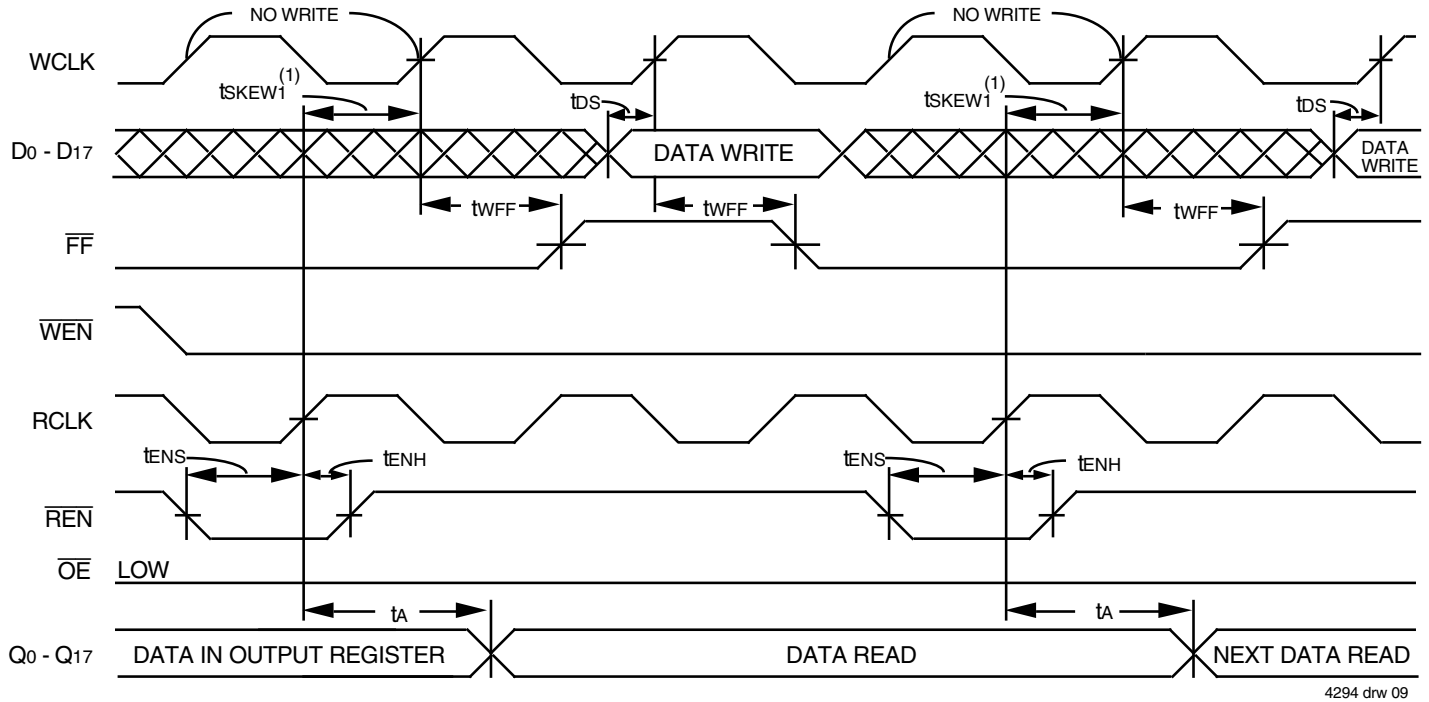 NO WRITE
NO WRITE
WCLK
tSKEW1(1)
tDS
tSKEW1(1)
tDS
D0 - D17
DATA WRITE
DATA
WRITE
tWFF
tWFF
tWFF
FF
WEN
RCLK
tENS
tENH
tENS
tENH
REN
OE
LOW
tA
tA
Q0 - Q17
DATA IN OUTPUT REGISTER
DATA READ
NEXT DATA READ
4294 drw 09